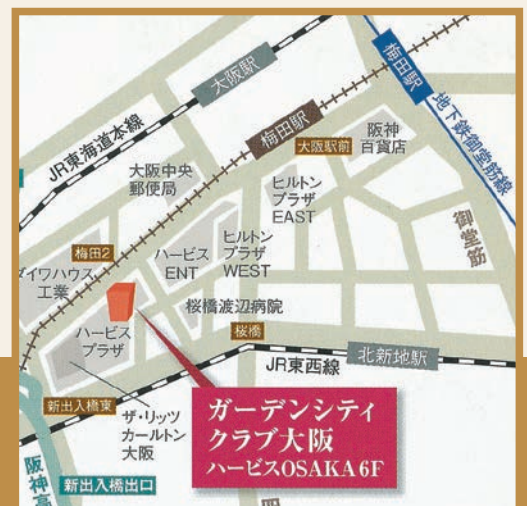 大阪駅
梅田駅
梅田駅
地下鉄御堂筋線
JR東海道本線
大阪駅前
阪神
百貨店
大阪中央
郵便局
ヒルトン
プラザ
EAST
御堂筋
梅田2
ハービス
ENT
ヒルトン
プラザ
WEST
ダイワハウス
工業
桜橋渡辺病院
ハービス
プラザ
桜橋
JR東西線
北新地駅
新出入橋東
ザ・リッツ
カールトン
大阪
ガーデンシティ
クラブ大阪
ハービスOSAKA 6F
阪神高
新出入橋出口